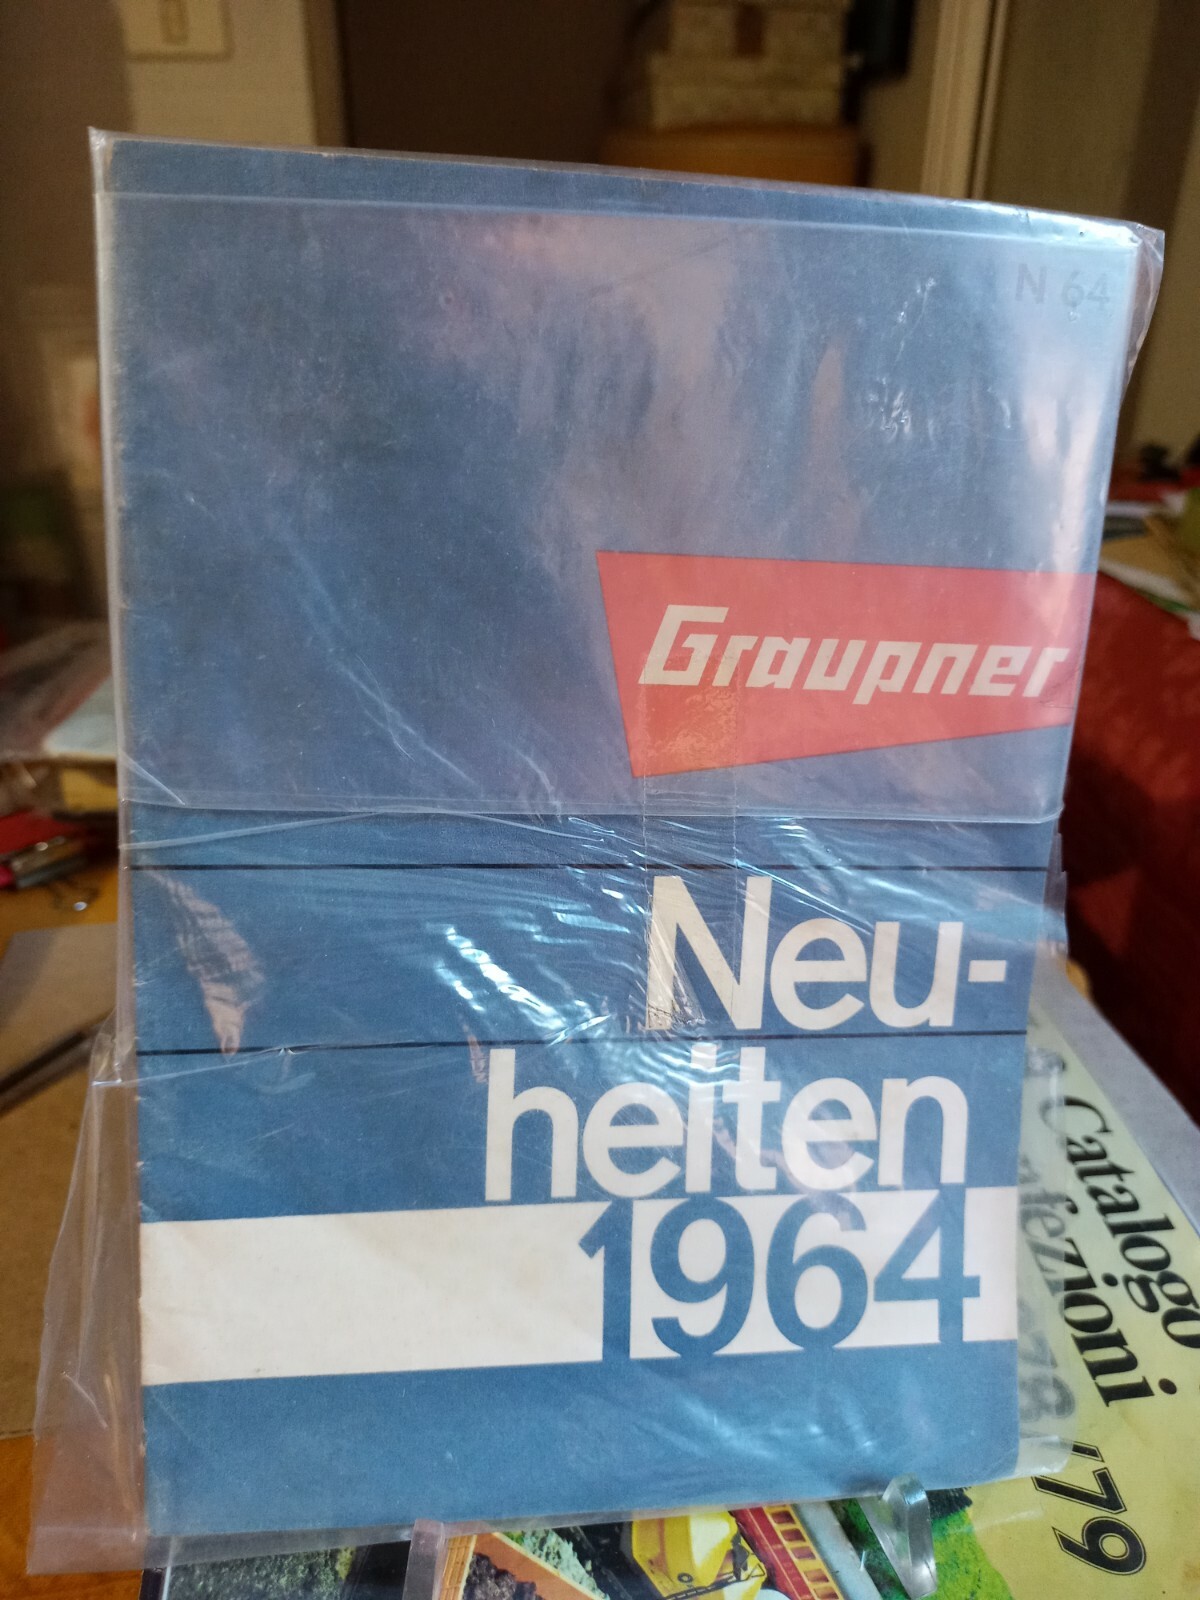 N 64
Graupner
Neu-
heiten
1964
Catalogo
'79